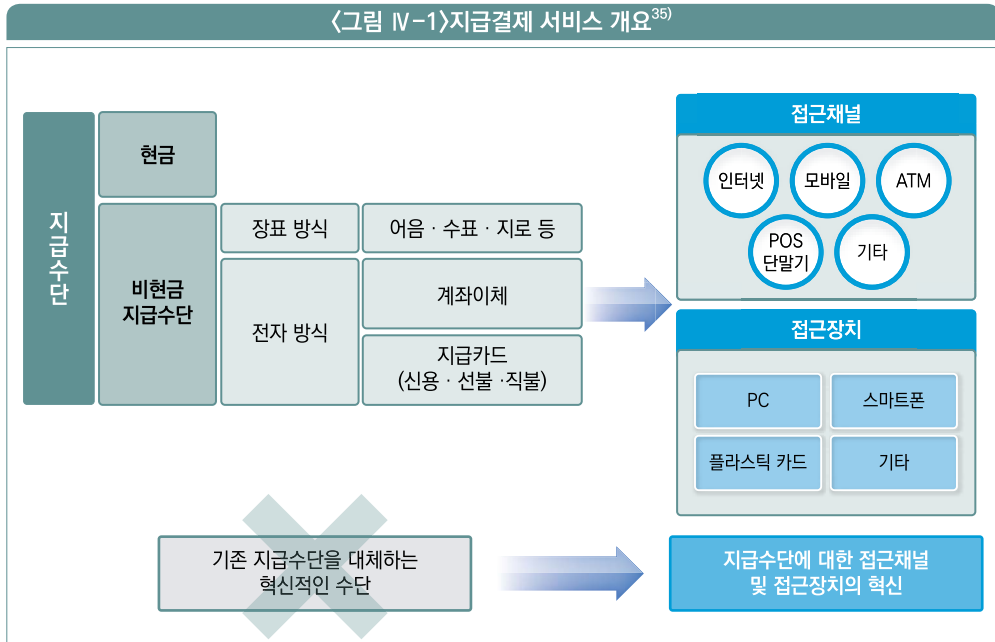 〈그림 Ⅳ-1〉지급결제 서비스 개요35)
지급수단
현금
비현금
지급수단
장표 방식
어음 · 수표 · 지로 등
전자 방식
계좌이체
지급카드
(신용 · 선불 ·직불)
접근채널
인터넷
모바일
ATM
POS
단말기
기타
접근장치
PC
스마트폰
플라스틱 카드
기타
기존 지급수단을 대체하는
혁신적인 수단
지급수단에 대한 접근채널
및 접근장치의 혁신